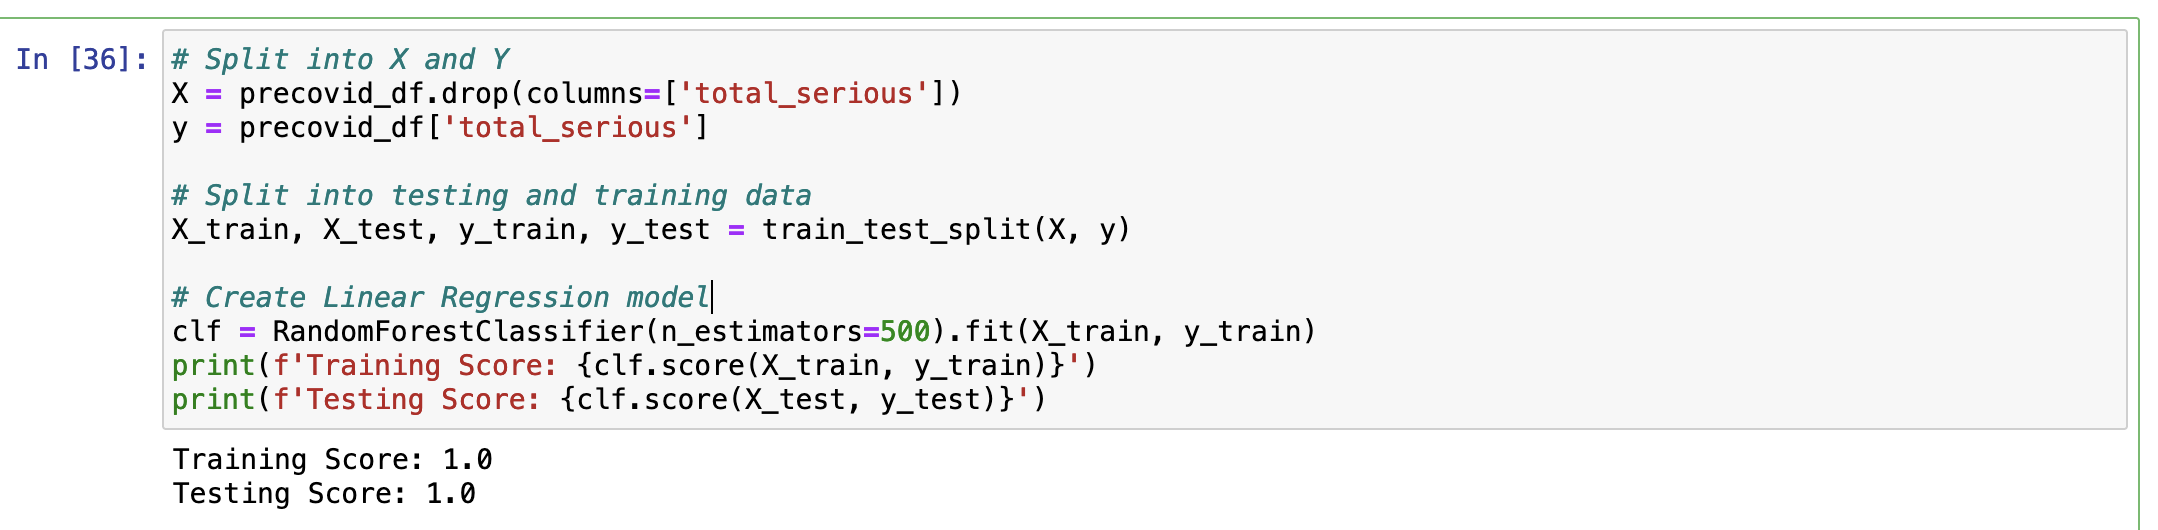 In [36]:
# Split into X and Y
X = precovid_df.drop(columns=['total_serious'])
y = precovid_df['total_serious']
# Split into testing and training data
X_train, X_test, y_train, y_test = train_test_split(X, y)
# Create Linear Regression model
clf = RandomForestClassifier(n_estimators=500).fit(X_train, y_train)
print(f'Training Score: {clf.score(X_train, y_train)}')
print(f'Testing Score: {clf.score(X_test, y_test)}')
Training Score: 1.0
Testing Score: 1.0